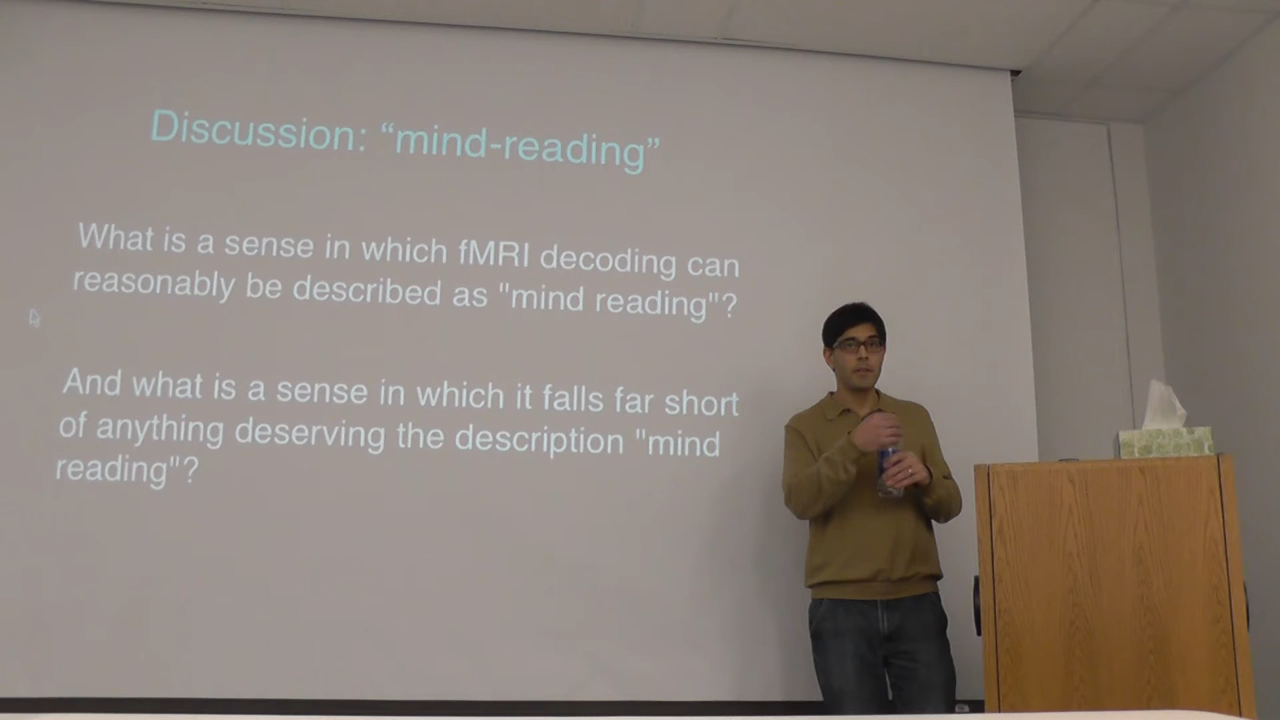 Discussion: “mind-reading”
What is a sense in which fMRI decoding can
reasonably be described as "mind reading"?
And what is a sense in which it falls far short
of anything deserving the description "mind
reading"?